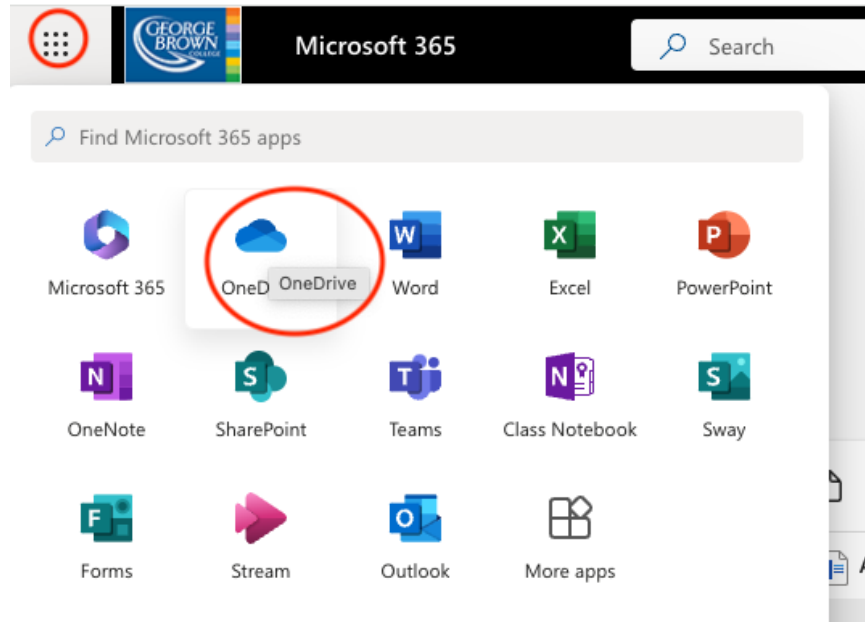 GEORGE
BROWN
COLLEGE
Microsoft 365
Search
Find Microsoft 365 apps
Microsoft 365
OneD
OneDrive
Word
Excel
PowerPoint
OneNote
SharePoint
Teams
Class Notebook
Sway
Forms
Stream
Outlook
More apps